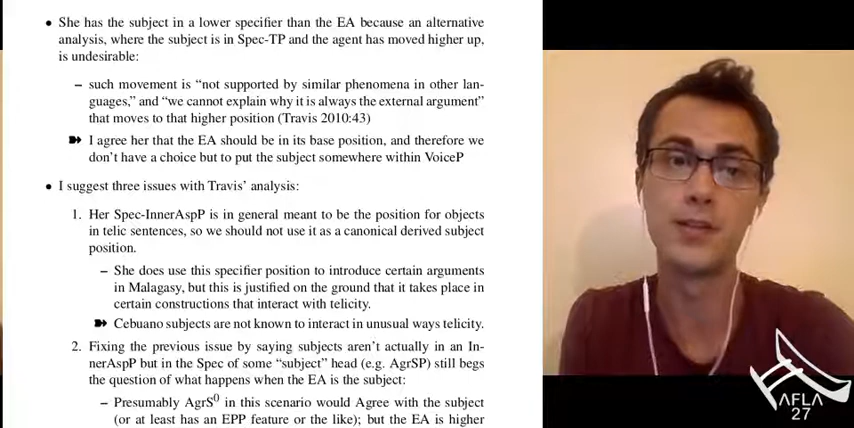 • She has the subject in a lower specifier than the EA because an alternative
analysis, where the subject is in Spec-TP and the agent has moved higher up,
is undesirable:
– such movement is “not supported by similar phenomena in other lan-
guages,” and “we cannot explain why it is always the external argument”
that moves to that higher position (Travis 2010:43)
➽ I agree her that the EA should be in its base position, and therefore we
don’t have a choice but to put the subject somewhere within VoiceP
• I suggest three issues with Travis’ analysis:
1. Her Spec-InnerAspP is in general meant to be the position for objects
in telic sentences, so we should not use it as a canonical derived subject
position.
– She does use this specifier position to introduce certain arguments
in Malagasy, but this is justified on the ground that it takes place in
certain constructions that interact with telicity.
➽ Cebuano subjects are not known to interact in unusual ways telicity.
2. Fixing the previous issue by saying subjects aren’t actually in an In-
nerAspP but in the Spec of some “subject” head (e.g. AgrSP) still begs
the question of what happens when the EA is the subject:
– Presumably AgrS⁰ in this scenario would Agree with the subject
(or at least has an EPP feature or the like); but the EA is higher
AFLA
27